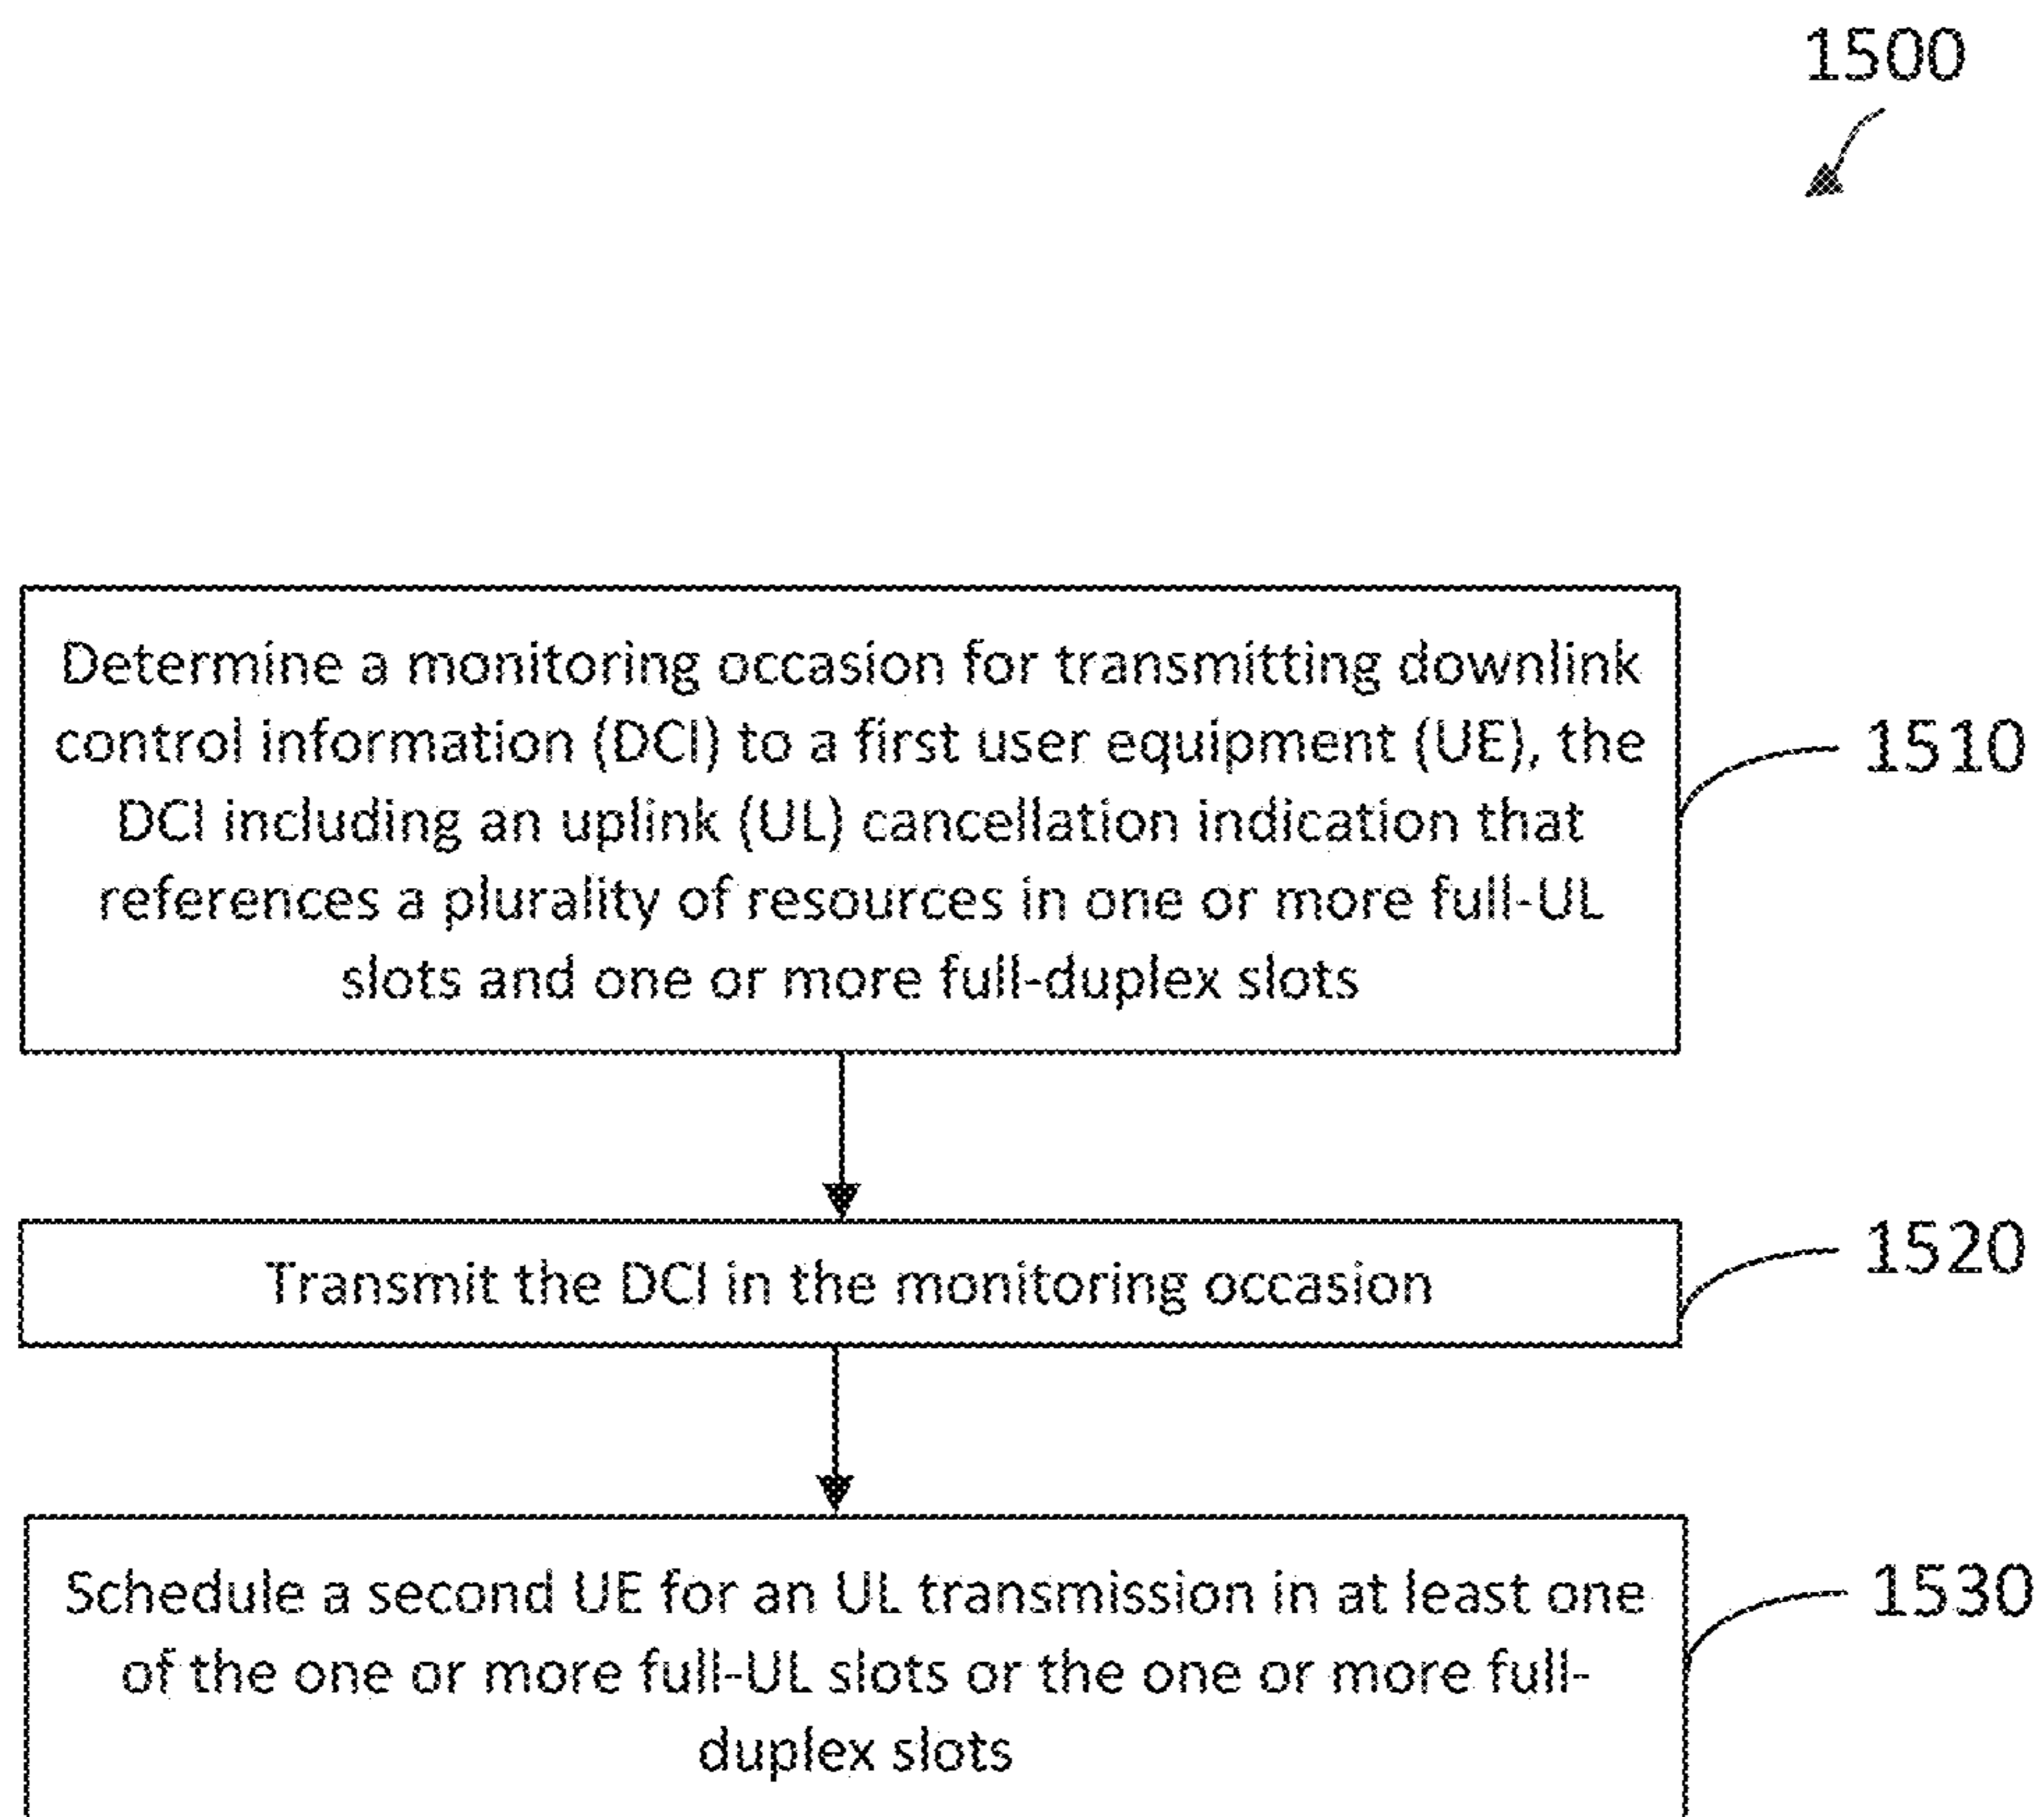 1500
Determine a monitoring occasion for transmitting downlink
control information (DCI) to a first user equipment (UE), the
DCI including an uplink (UL) cancellation indication that
references a plurality of resources in one or more full-UL
slots and one or more full-duplex slots
1510
Transmit the DCI in the monitoring occasion
1520
Schedule a second UE for an UL transmission in at least one
of the one or more full-UL slots or the one or more full-
duplex slots
1530